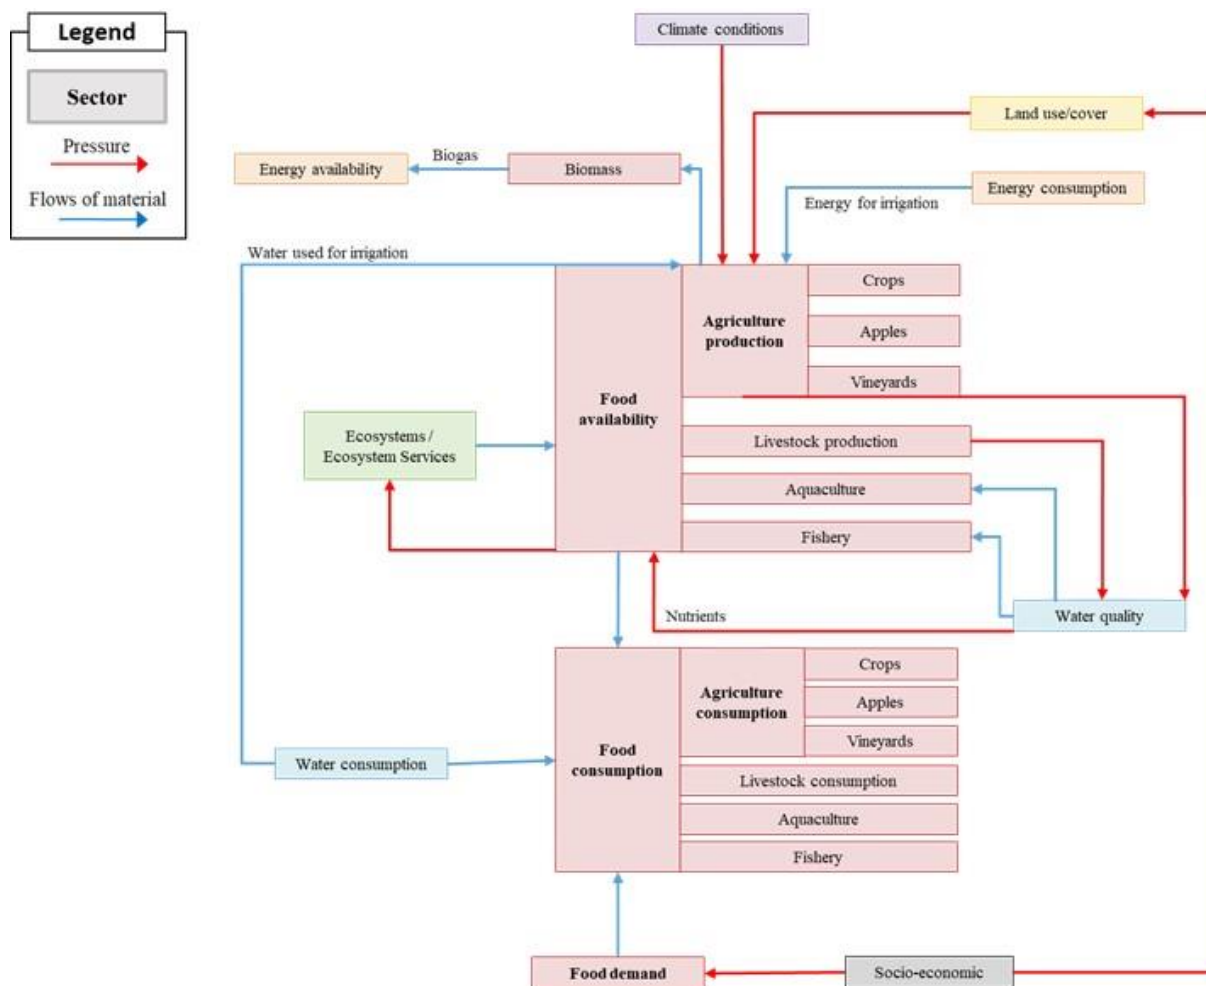 Legend
Sector
Pressure
Flows of material
Climate conditions
Land use/cover
Energy availability
Biogas
Biomass
Energy consumption
Energy for irrigation
Water used for irrigation
Food
availability
Agriculture
production
Crops
Apples
Vineyards
Ecosystems /
Ecosystem Services
Livestock production
Aquaculture
Fishery
Nutrients
Water quality
Food
consumption
Agriculture
consumption
Crops
Apples
Vineyards
Water consumption
Livestock consumption
Aquaculture
Fishery
Food demand
Socio-economic